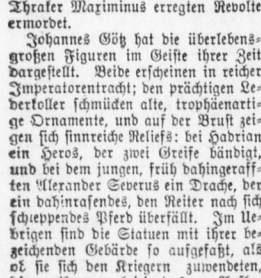 Thraker Maximinus erregten Revolte
ermordet.
Johannes Götz hat die überlebens-
großen Figuren im Geiste ihrer Zeit
dargestellt. Beide erscheinen in reicher
Imperatorentracht; den prächtigen Le-
derkoller schmücken alte, trophäenarti-
ge Ornamente, und auf der Brust zei-
gen sich sinnreiche Reliefs: bei Hadrian
ein Heros, der zwei Greife bändigt,
und bei dem jungen, früh dahingeraff-
ten Alexander Severus ein Drache, der
ein dahinrasendes, den Reiter nach sich
schleppendes Pferd überfällt. Im Ue-
brigen sind die Statuen mit ihrer be-
zeichenden Gebärde so aufgefaßt, als
ob sie sich den Kriegern zuwendeten,